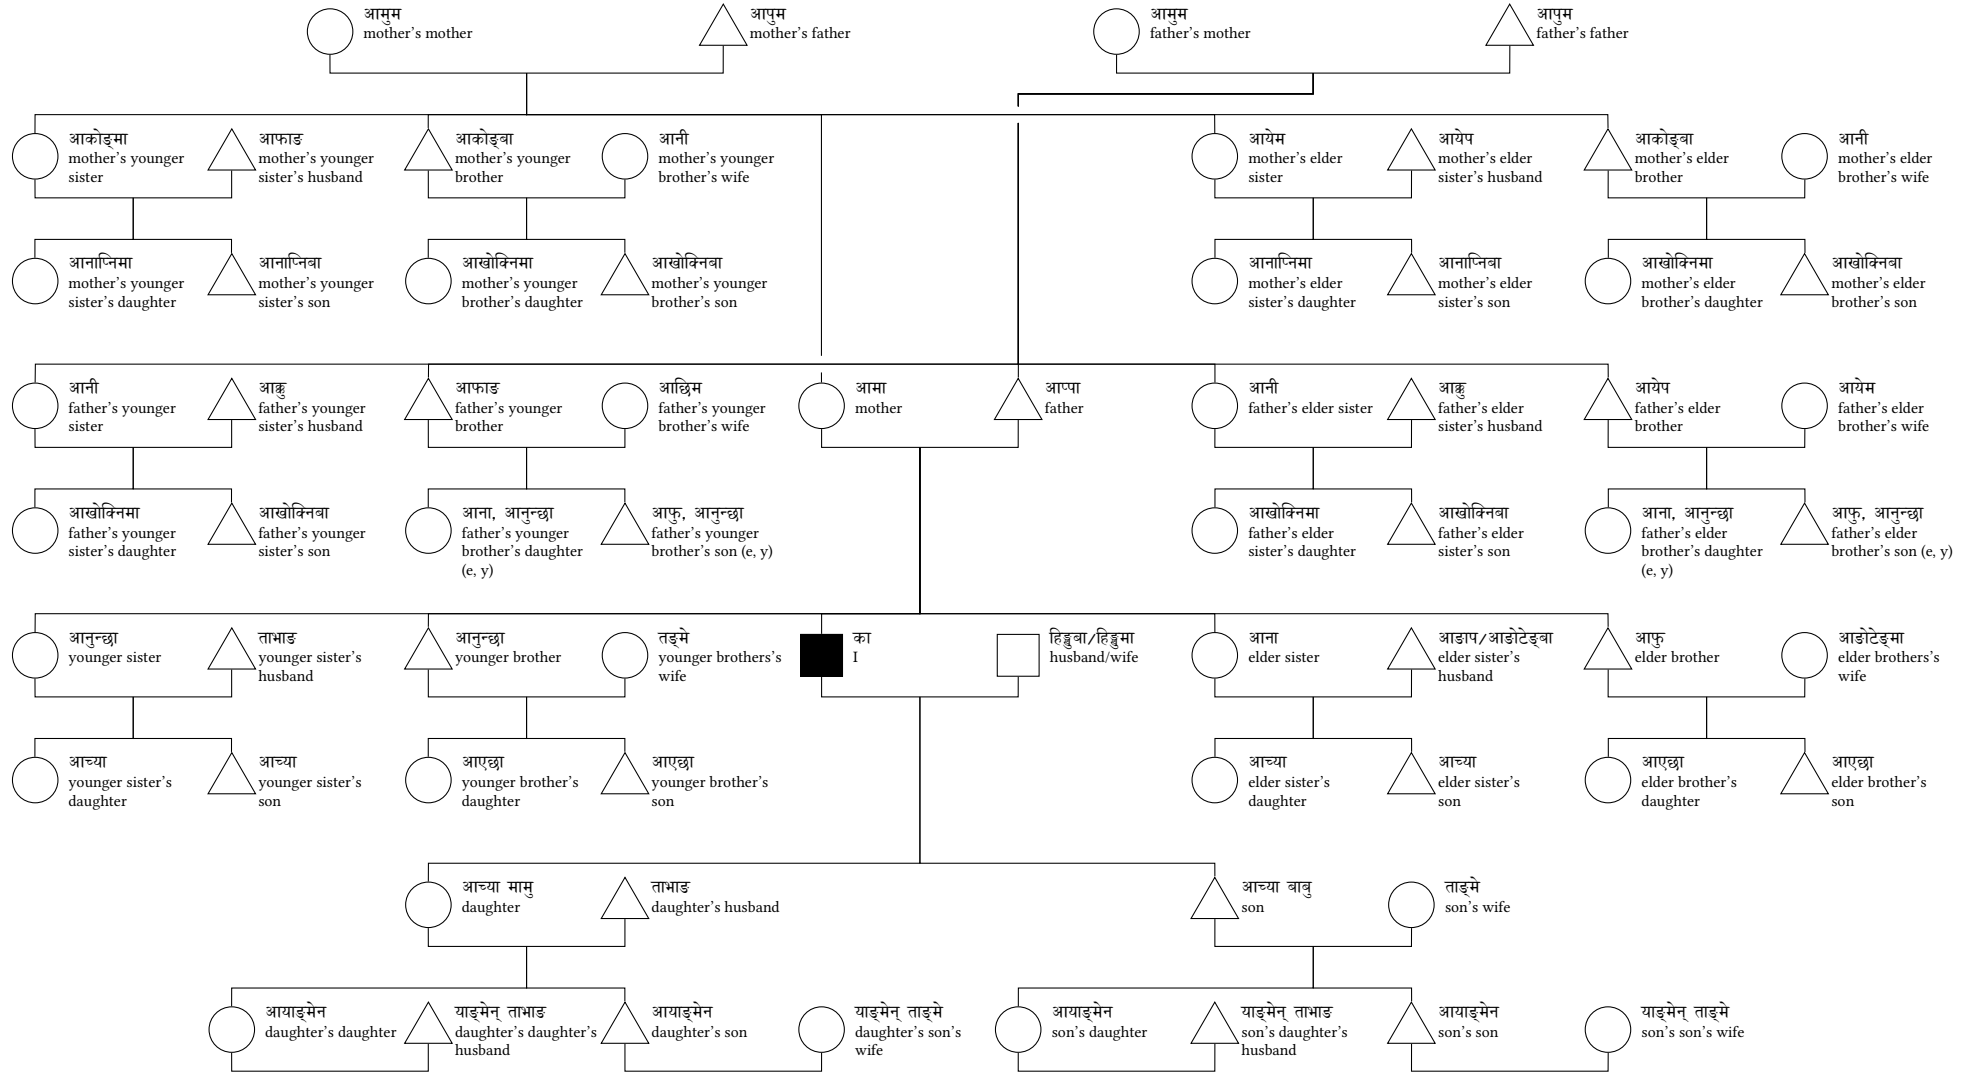 आमुम
mother's mother
आपुम
mother's father
आमुम
father's mother
आपुम
father's father
आकोङ्मा
mother's younger
sister
आफाङ
mother's younger
sister's husband
आकोङ्बा
mother's younger
brother
आनी
mother's younger
brother's wife
आयेम
mother's elder
sister
आयेप
mother's elder
sister's husband
आकोङ्बा
mother's elder
brother
आनी
mother's elder
brother's wife
आनाप्निमा
mother's younger
sister's daughter
आनाप्निबा
mother's younger
sister's son
आखोक्निमा
mother's younger
brother's daughter
आखोक्निबा
mother's younger
brother's son
आनाप्निमा
mother's elder
sister's daughter
आनाप्निबा
mother's elder
sister's son
आखोक्निमा
mother's elder
brother's daughter
आखोक्निबा
mother's elder
brother's son
आनी
father's younger
sister
आक्कु
father's younger
sister's husband
आफाङ
father's younger
brother
आछिम
father's younger
brother's wife
आमा
mother
आप्पा
father
आनी
father's elder sister
आक्कु
father's elder
sister's husband
आयेप
father's elder
brother
आयेम
father's elder
brother's wife
आखोक्निमा
father's younger
sister's daughter
आखोक्निबा
father's younger
sister's son
आना, आनुन्छा
father's younger
brother's daughter
(e, y)
आफु, आनुन्छा
father's younger
brother's son (e, y)
आखोक्निमा
father's elder
sister's daughter
आखोक्निबा
father's elder
sister's son
आना, आनुन्छा
father's elder
brother's daughter
(e, y)
आफु, आनुन्छा
father's elder
brother's son (e, y)
आनुन्छा
younger sister
ताभाङ
younger sister's
husband
आनुन्छा
younger brother
तङ्मे
younger brothers's
wife
का
I
husband/wife
आना
elder sister
आङाप/आङोटेङ्बा
elder sister's
husband
आफु
elder brother
आङोटेङ्मा
elder brothers's
wife
आच्या
younger sister's
daughter
आच्या
younger sister's
son
आएछा
younger brother's
daughter
आएछा
younger brother's
son
आच्या
elder sister's
daughter
आच्या
elder sister's
son
आएछा
elder brother's
daughter
आएछा
elder brother's
son
आच्या मामु
daughter
ताभाङ
daughter's husband
आच्या बाबु
son
ताङ्मे
son's wife
आयाङ्मेन
daughter's daughter
याङ्मेन् ताभाङ
daughter's daughter's
husband
आयाङ्मेन
daughter's son
याङ्मेन् ताङ्मे
daughter's son's
wife
आयाङ्मेन
son's daughter
याङ्मेन् ताभाङ
son's daughter's
husband
आयाङ्मेन
son's son
याङ्मेन् ताङ्मे
son's son's wife